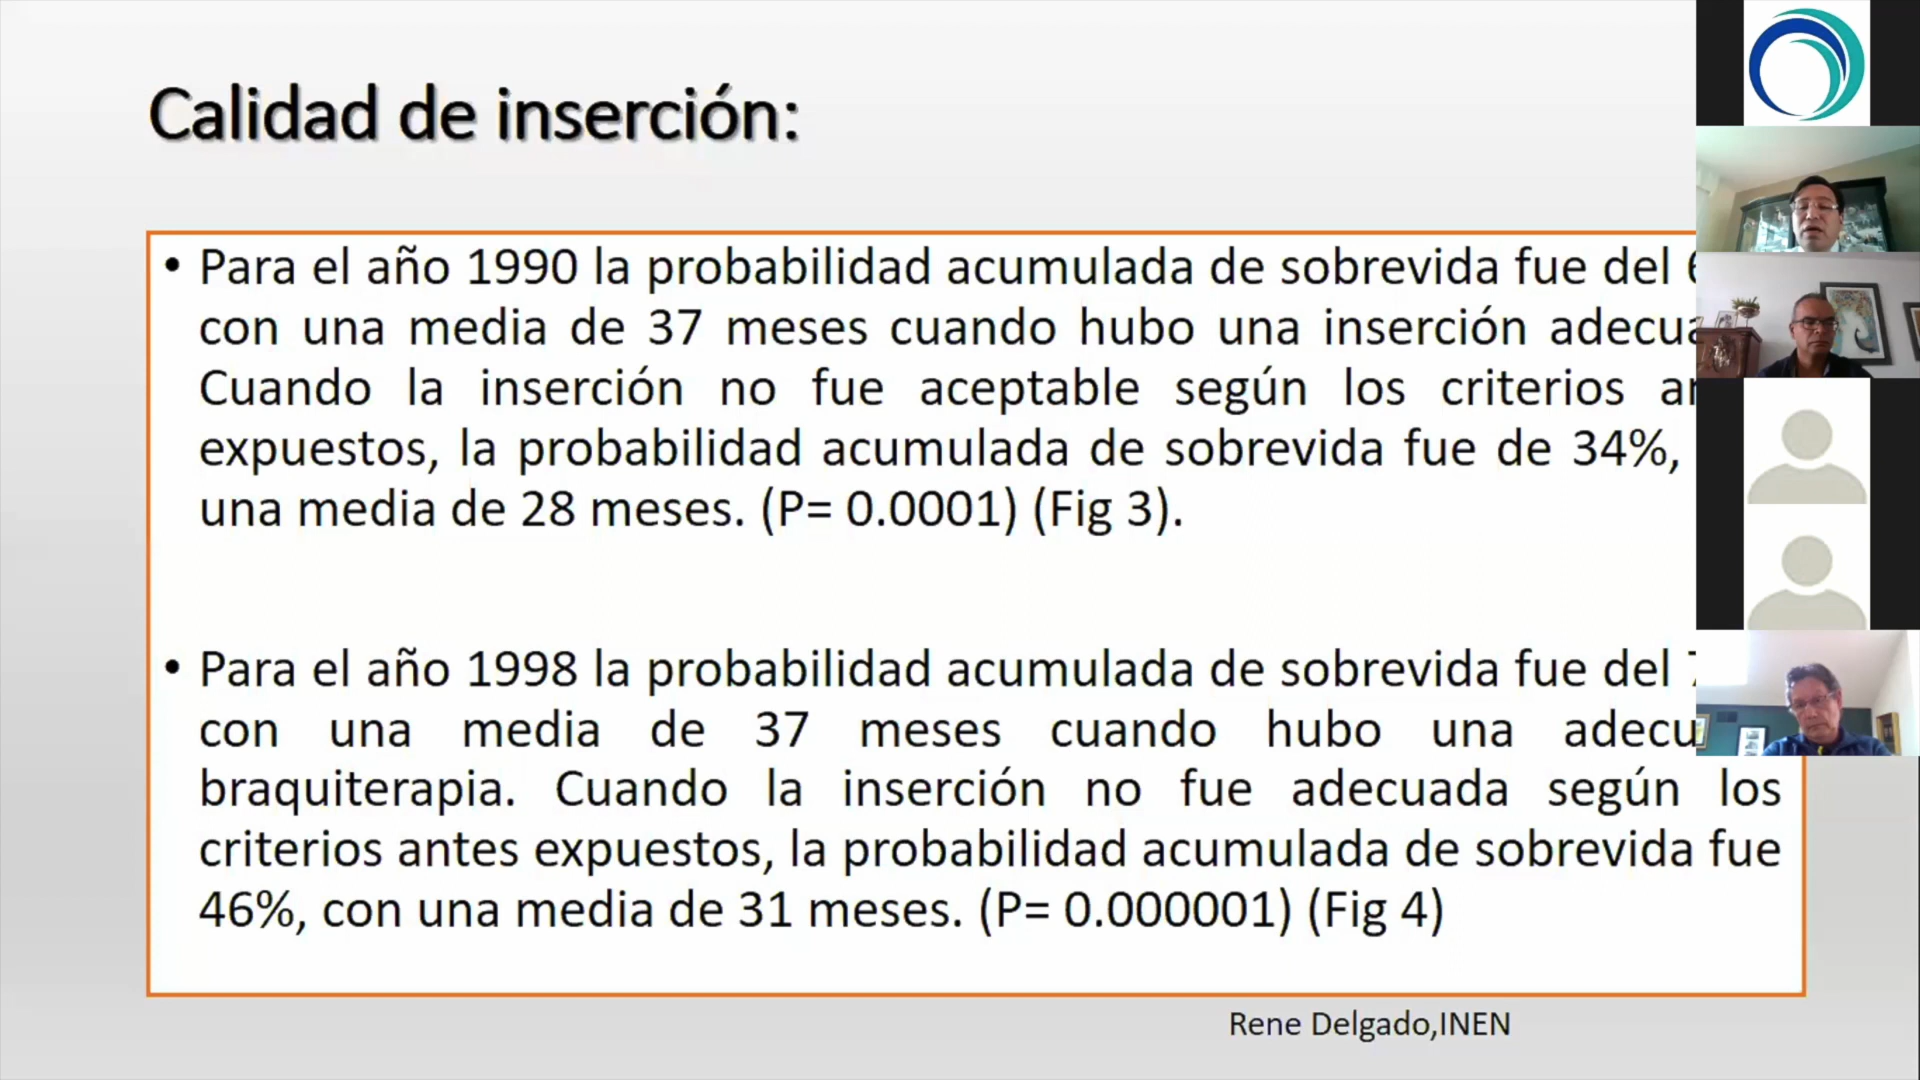 Calidad de inserción:
• Para el año 1990 la probabilidad acumulada de sobrevida fue del
con una media de 37 meses cuando hubo una inserción
Cuando la inserción no fue aceptable según los criterios
expuestos, la probabilidad acumulada de sobrevida fue de 34%,
una media de 28 meses. (P= 0.0001) (Fig 3).
• Para el año 1998 la probabilidad acumulada de sobrevida fue del
con una media de 37 meses cuando hubo una
braquiterapia. Cuando la inserción no fue adecuada según los
criterios antes expuestos, la probabilidad acumulada de sobrevida fue
46%, con una media de 31 meses. (P= 0.000001) (Fig 4)
Rene Delgado,INEN